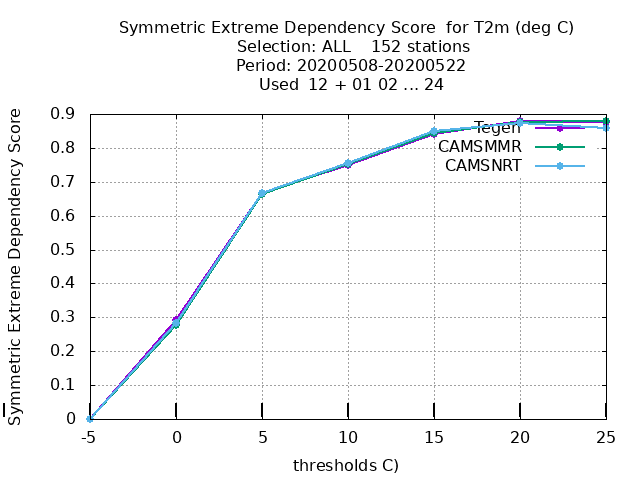 Symmetric Extreme Dependency Score for T2m (deg C)
Selection: ALL 152 stations
Period: 20200508-20200522
Used 12 + 01 02 ... 24
Symmetric Extreme Dependency Score
0.9
0.8
0.7
0.6
0.5
0.4
0.3
0.2
0.1
0
Tegen
CAMSMMR
CAMSNRT
-5
0
5
10
15
20
25
thresholds C)